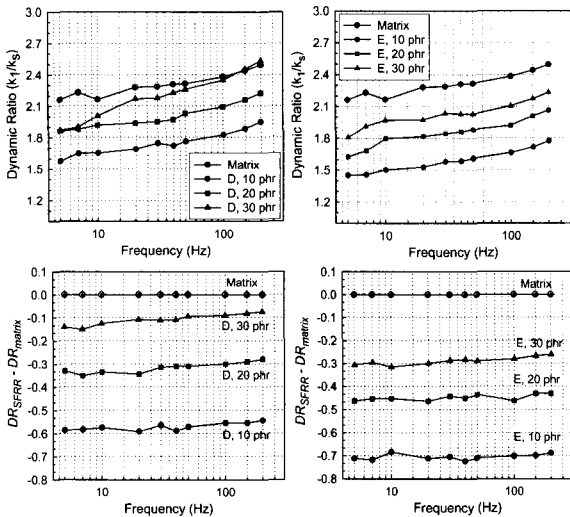 Dynamic Ratio (k1/ks)
3.0
2.7
2.4
2.1
1.8
1.5
1.2
Matrix
D, 10 phr
D, 20 phr
D, 30 phr
10
100
Frequency (Hz)
Dynamic Ratio (k1/ks)
3.0
2.7
2.4
2.1
1.8
1.5
1.2
Matrix
E, 10 phr
E, 20 phr
E, 30 phr
10
100
Frequency (Hz)
DRSFRR - DRmatrix
0.1
0.0
-0.1
-0.2
-0.3
-0.4
-0.5
-0.6
-0.7
-0.8
Matrix
D, 30 phr
D, 20 phr
D, 10 phr
10
100
Frequency (Hz)
DRSFRR - DRmatrix
0.1
0.0
-0.1
-0.2
-0.3
-0.4
-0.5
-0.6
-0.7
-0.8
Matrix
E, 30 phr
E, 20 phr
E, 10 phr
10
100
Frequency (Hz)